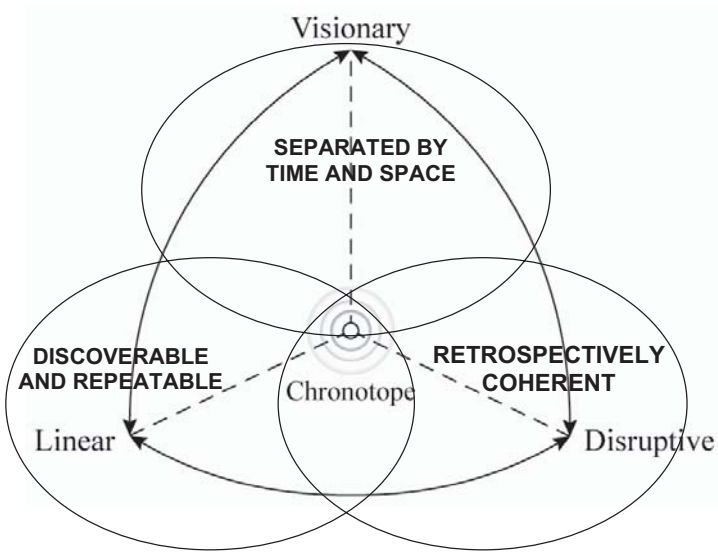 Visionary
SEPARATED BY
TIME AND SPACE
DISCOVERABLE
AND REPEATABLE
RETROSPECTIVELY
COHERENT
Chronotope
Linear
Disruptive